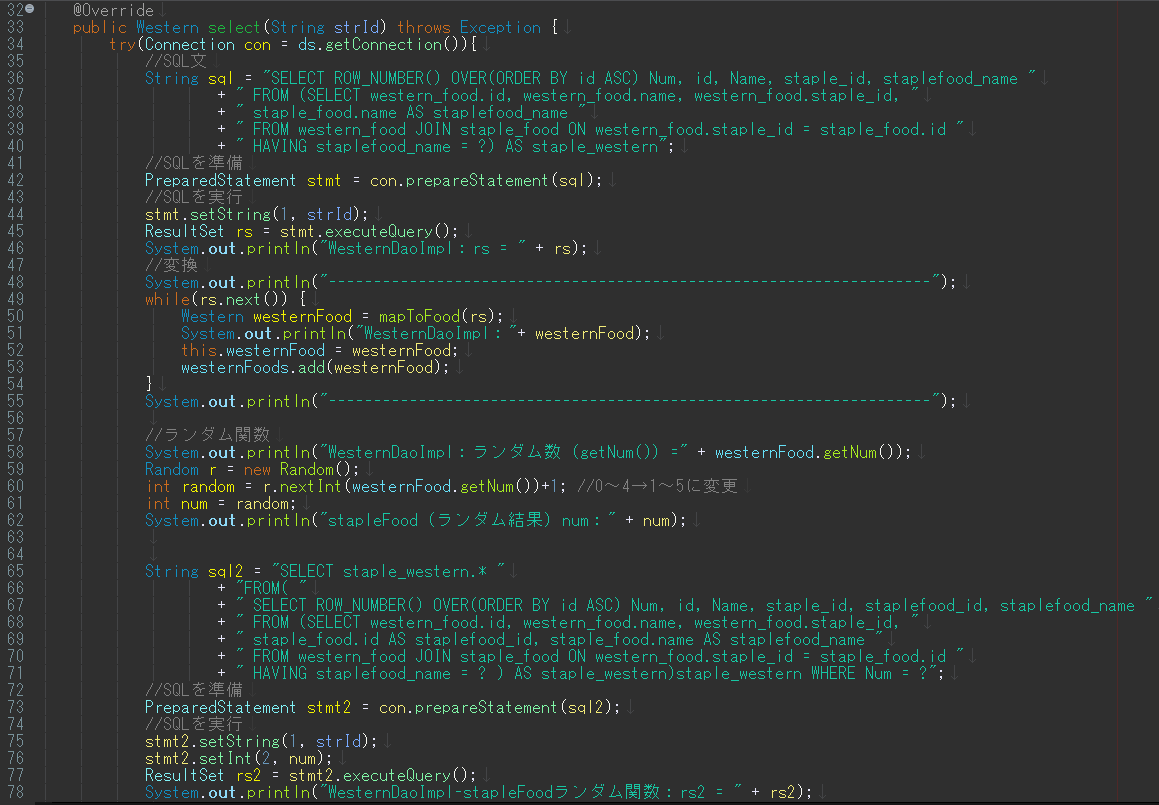 32 @Override
33 public Western select(String strId) throws Exception {
34 try(Connection con = ds.getConnection()){
35 //SQL文
36 String sql = "SELECT ROW_NUMBER() OVER(ORDER BY id ASC) Num, id, Name, staple_id, staplefood_name "
37 + " FROM (SELECT western_food.id, western_food.name, western_food.staple_id, "
38 + " staple_food.name AS staplefood_name "
39 + " FROM western_food JOIN staple_food ON western_food.staple_id = staple_food.id "
40 + " HAVING staplefood_name = ?) AS staple_western";
41 //SQLを準備
42 PreparedStatement stmt = con.prepareStatement(sql);
43 //SQLを実行
44 stmt.setString(1, strId);
45 ResultSet rs = stmt.executeQuery();
46 System.out.println("WesternDaoImpl：rs = " + rs);
47 //変換
48 System.out.println("-------------------------------------------------------------------");
49 while(rs.next()) {
50 Western westernFood = mapToFood(rs);
51 System.out.println("WesternDaoImpl："+ westernFood);
52 this.westernFood = westernFood;
53 westernFoods.add(westernFood);
54 }
55 System.out.println("-------------------------------------------------------------------");
56
57 //ランダム関数
58 System.out.println("WesternDaoImpl：ランダム数（getNum()）=" + westernFood.getNum());
59 Random r = new Random();
60 int random = r.nextInt(westernFood.getNum())+1; //0～4→1～5に変更
61 int num = random;
62 System.out.println("stapleFood（ランダム結果）num：" + num);
63
64
65 String sql2 = "SELECT staple_western.* "
66 + "FROM( "
67 + " SELECT ROW_NUMBER() OVER(ORDER BY id ASC) Num, id, Name, staple_id, staplefood_id, staplefood_name "
68 + " FROM (SELECT western_food.id, western_food.name, western_food.staple_id, "
69 + " staple_food.id AS staplefood_id, staple_food.name AS staplefood_name "
70 + " FROM western_food JOIN staple_food ON western_food.staple_id = staple_food.id "
71 + " HAVING staplefood_name = ? ) AS staple_western)staple_western WHERE Num = ?";
72 //SQLを準備
73 PreparedStatement stmt2 = con.prepareStatement(sql2);
74 //SQLを実行
75 stmt2.setString(1, strId);
76 stmt2.setInt(2, num);
77 ResultSet rs2 = stmt2.executeQuery();
78 System.out.println("WesternDaoImpl-stapleFoodランダム関数：rs2 = " + rs2);